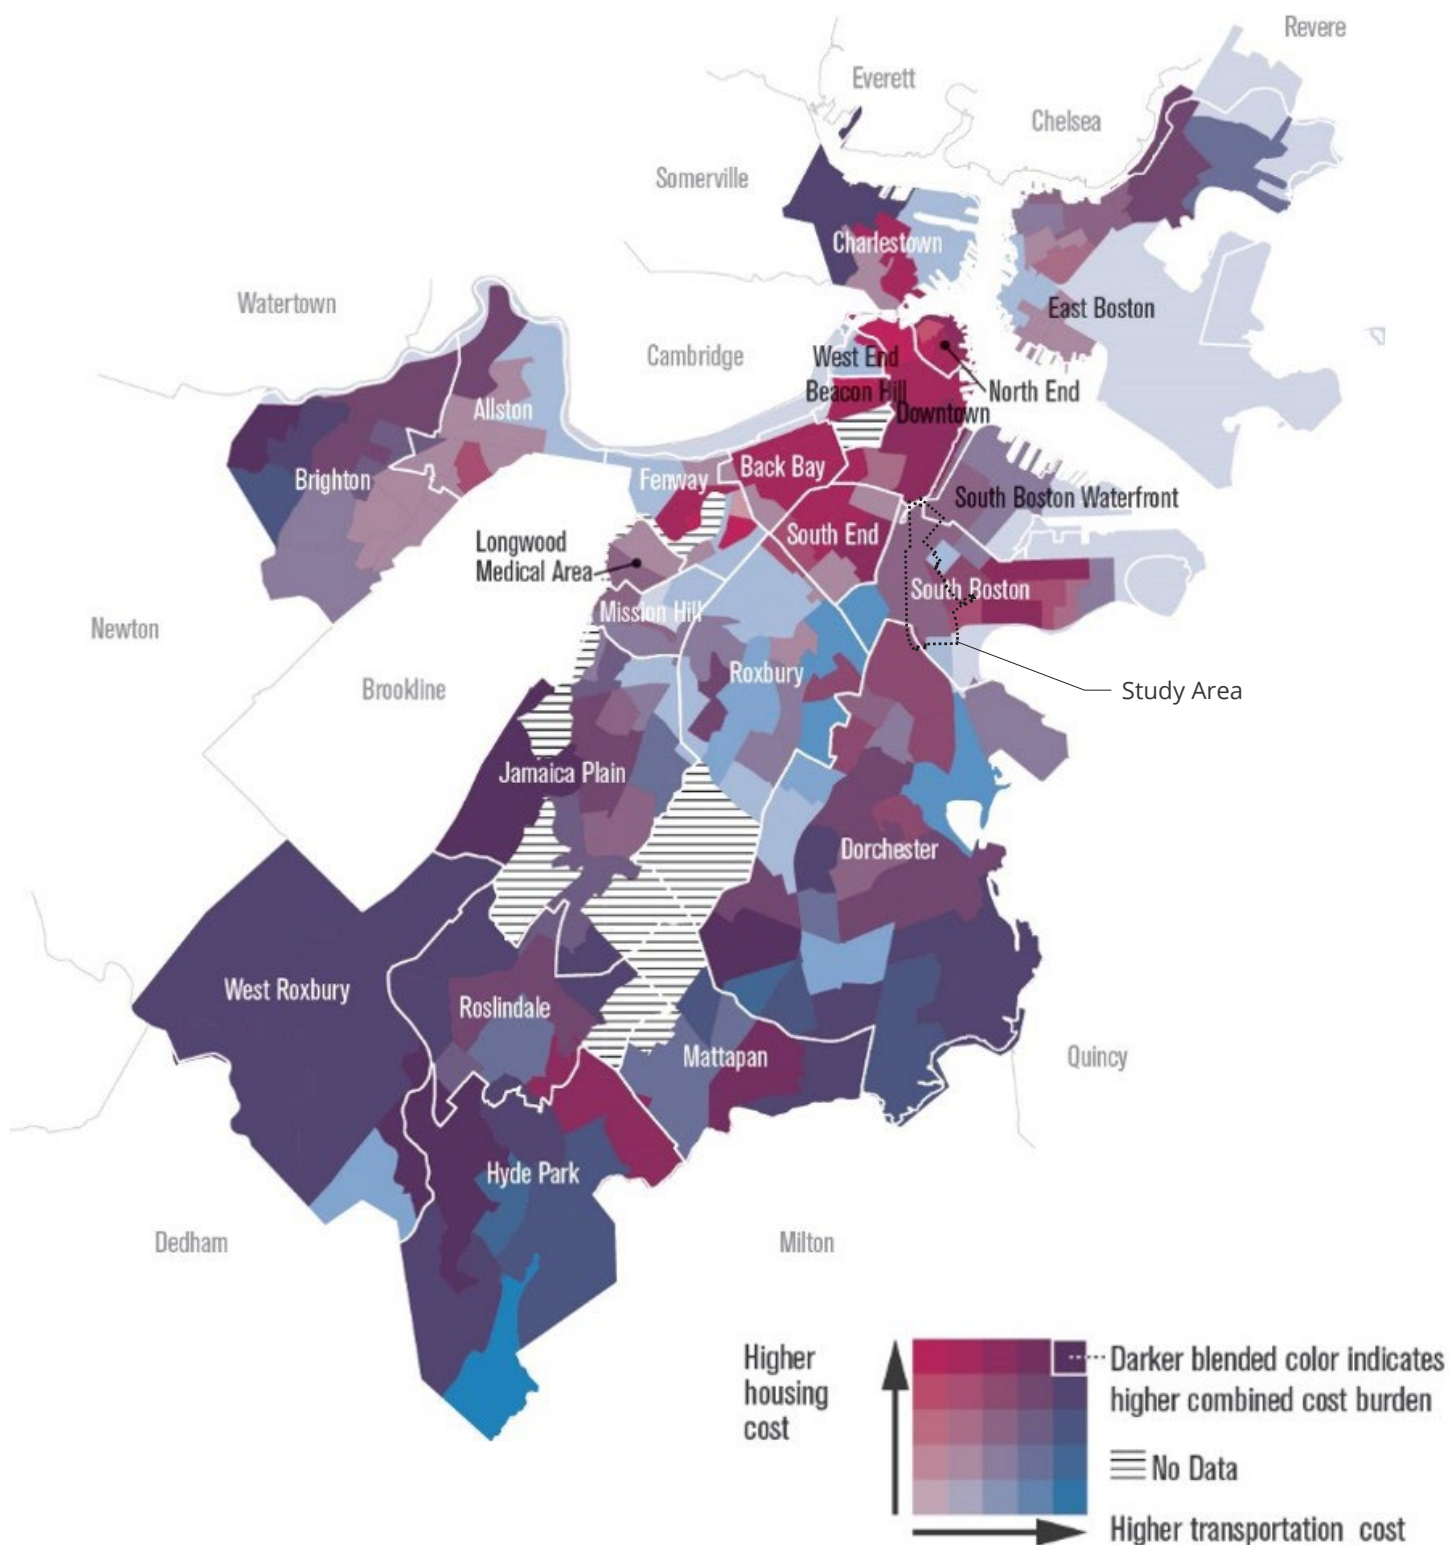 Revere
Everett
Chelsea
Somerville
Charlestown
Watertown
East Boston
Cambridge
West End
Beacon Hill
North End
Allston
Downtown
Back Bay
Brighton
Fenway
South Boston Waterfront
South End
Longwood
Medical Area
South Boston
Mission Hill
Newton
Roxbury
Brookline
Study Area
Jamaica Plain
Dorchester
West Roxbury
Roslindale
Mattapan
Quincy
Hyde Park
Dedham
Milton
Higher
housing
cost
Darker blended color indicates
higher combined cost burden
No Data
Higher transportation cost